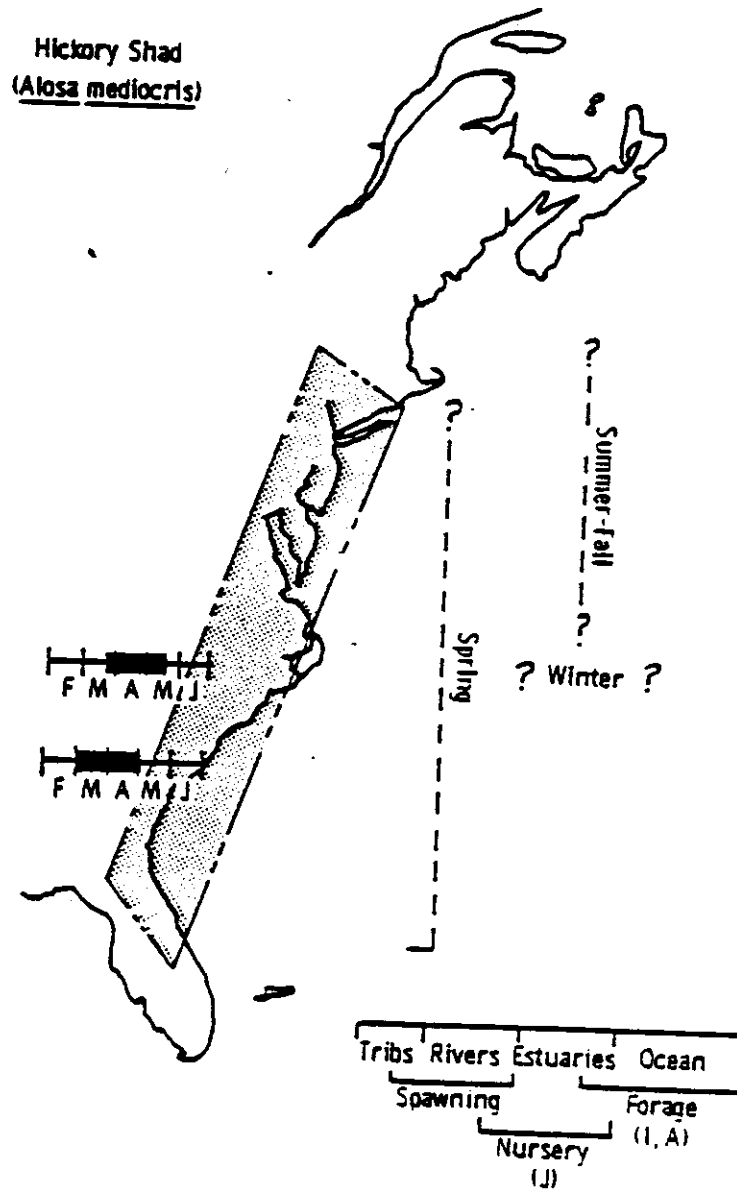 Hickory Shad
(Alosa mediocris)
?
?
Summer-fall
Spring
?
? Winter ?
F M A M J
F M A M J
Tribs Rivers Estuaries Ocean
Spawning Forage
(I, A)
Nursery
(J)